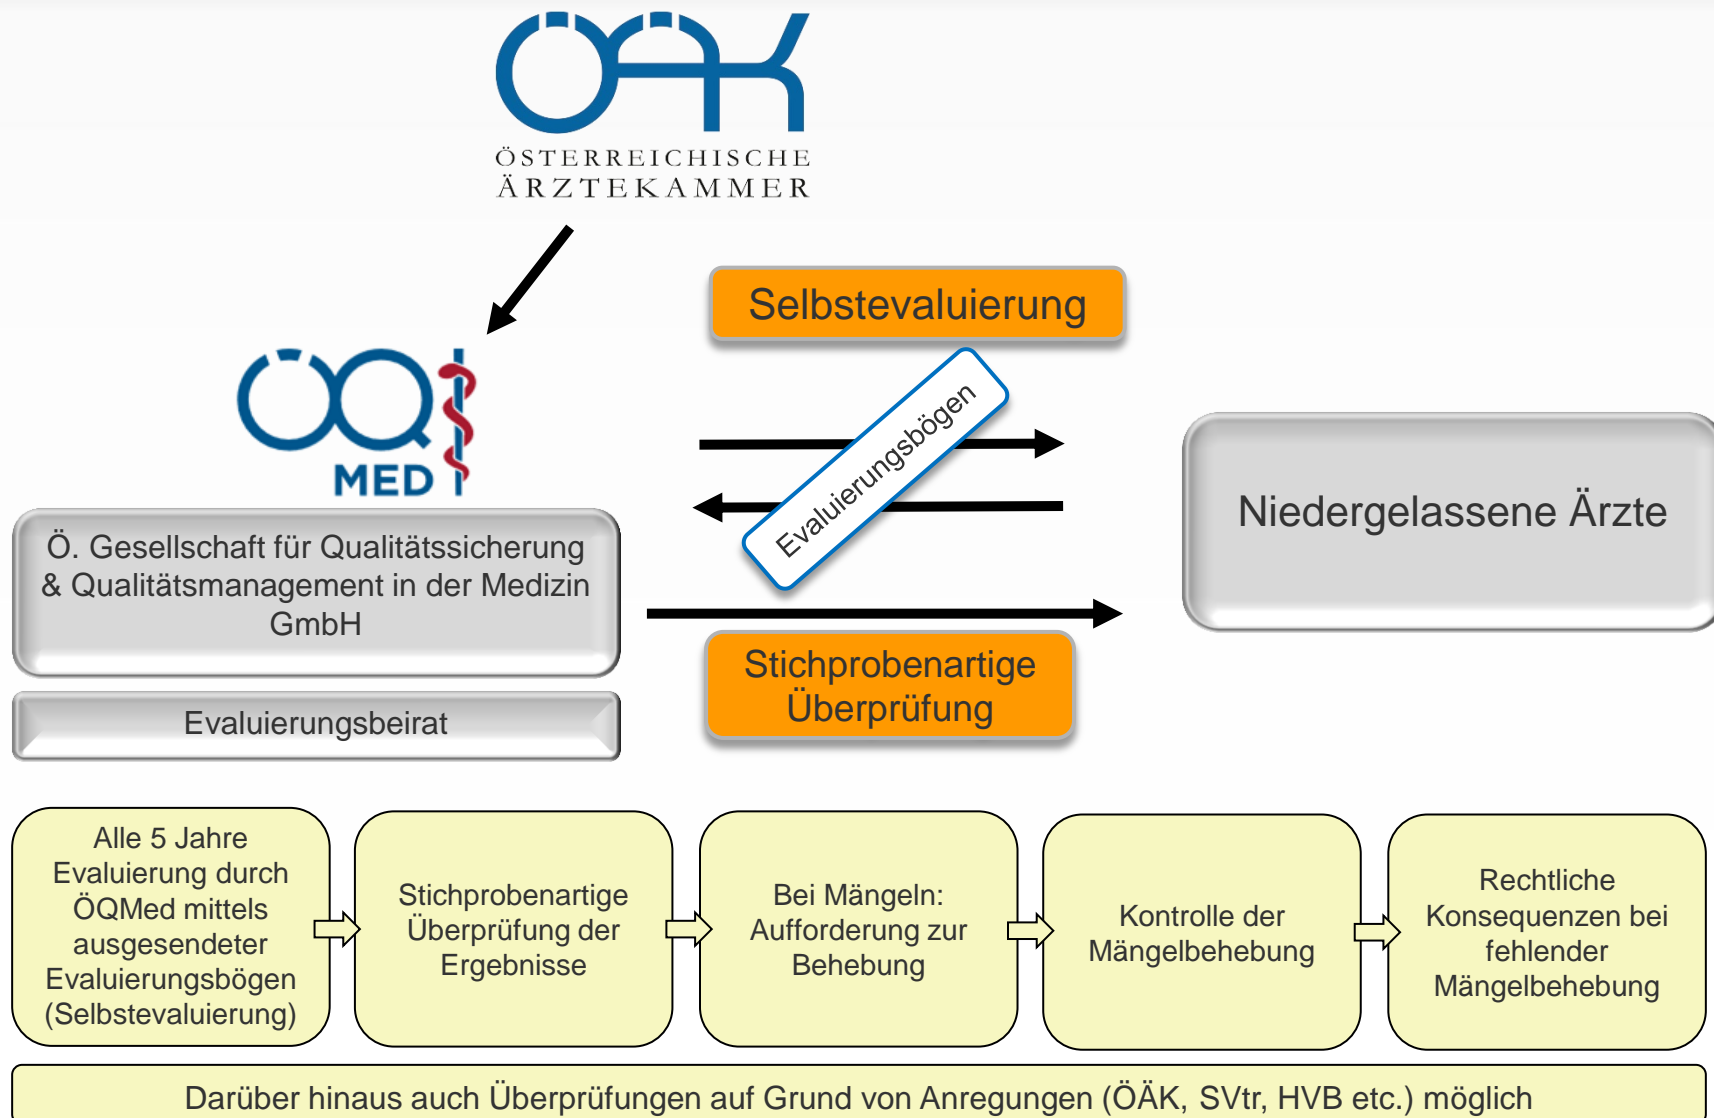 ÖÄK
ÖSTERREICHISCHE
ÄRZTEKAMMER
Selbstevaluierung
ÖQ
MED
Evaluierungsbögen
Niedergelassene Ärzte
Ö. Gesellschaft für Qualitätssicherung
& Qualitätsmanagement in der Medizin
GmbH
Stichprobenartige
Überprüfung
Evaluierungsbeirat
Alle 5 Jahre
Evaluierung durch
ÖQMed mittels
ausgesendeter
Evaluierungsbögen
(Selbstevaluierung)
Stichprobenartige
Überprüfung der
Ergebnisse
Bei Mängeln:
Aufforderung zur
Behebung
Kontrolle der
Mängelbehebung
Rechtliche
Konsequenzen bei
fehlender
Mängelbehebung
Darüber hinaus auch Überprüfungen auf Grund von Anregungen (ÖÄK, SVtr, HVB etc.) möglich